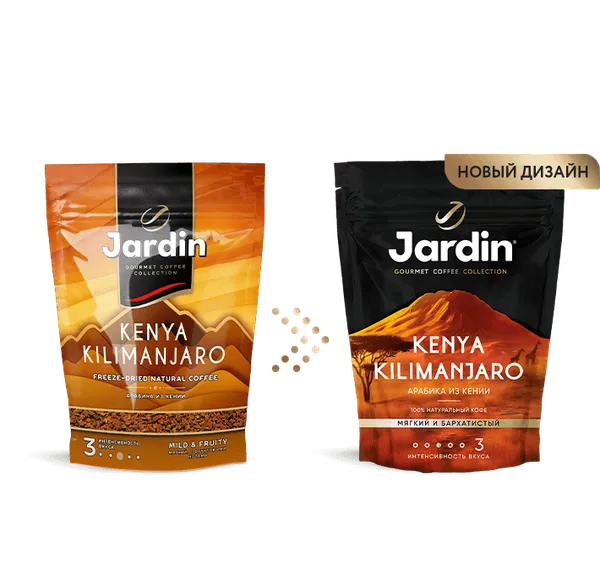 Jardin
GOURMET COFFEE
COLLECTION
KENYA
KILIMANJARO
FREEZE-DRIED NATURAL COFFEE
АРАБИКА ИЗ КЕНИИ
3 ИНТЕНСИВНОСТЬ
ВКУСА
MILD & FRUITY
НОВЫЙ ДИЗАЙН
Jardin®
GOURMET COFFEE COLLECTION
KENYA
KILIMANJARO
АРАБИКА ИЗ КЕНИИ
100% НАТУРАЛЬНЫЙ КОФЕ
МЯГКИЙ И БАРХАТИСТЫЙ
3
ИНТЕНСИВНОСТЬ ВКУСА